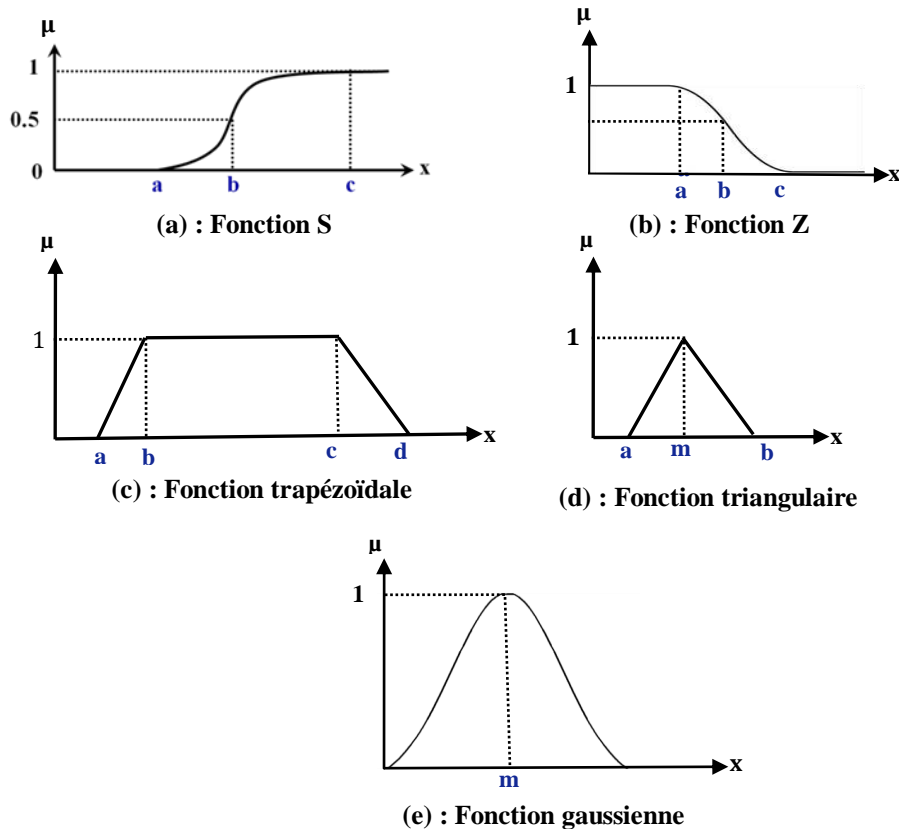 μ
1
0.5
0
a b c x
(a) : Fonction S
μ
1
a b c x
(b) : Fonction Z
μ
1
a b c d x
(c) : Fonction trapézoïdale
μ
1
a m b x
(d) : Fonction triangulaire
μ
1
m x
(e) : Fonction gaussienne